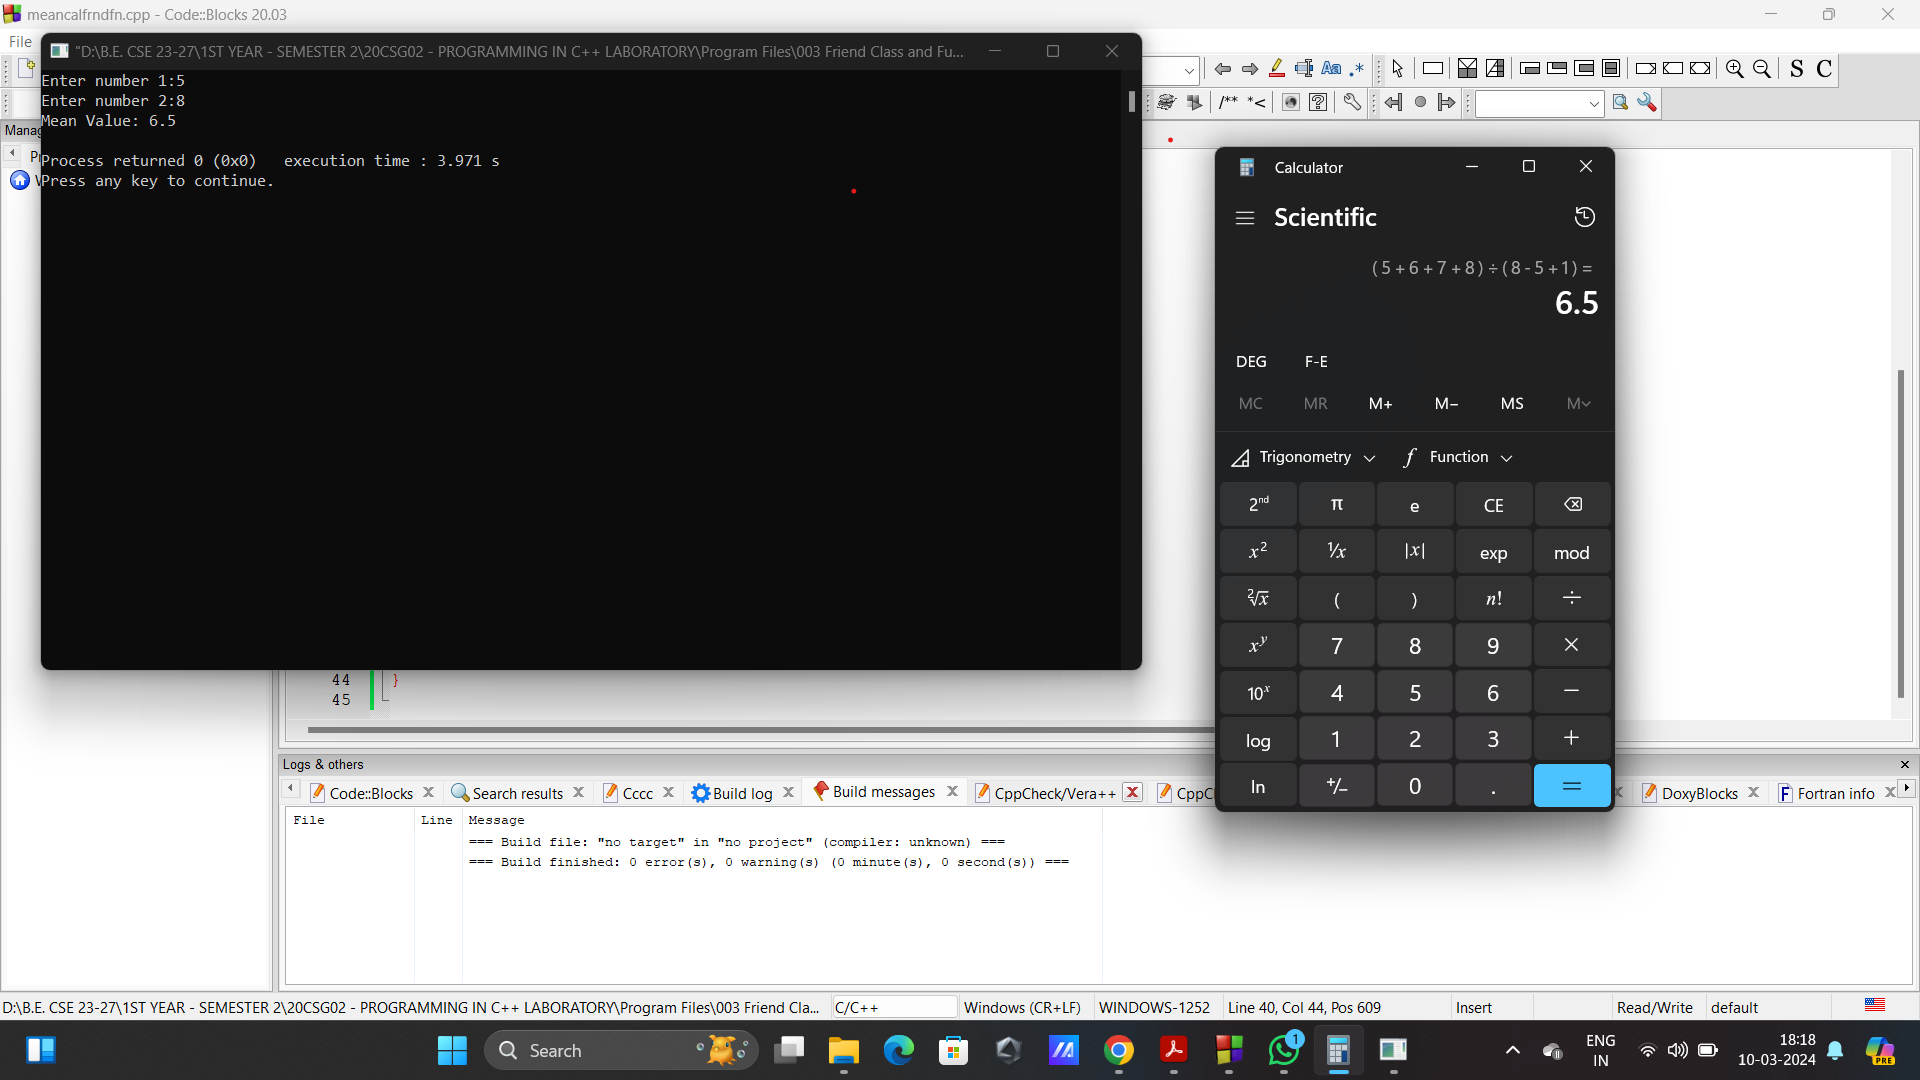 meancalfrndfn.cpp - Code::Blocks 20.03
File
"D:\B.E. CSE 23-27\1ST YEAR - SEMESTER 2\20CSG02 - PROGRAMMING IN C++ LABORATORY\Program Files\003 Friend Class and Fu...
Enter number 1:5
Enter number 2:8
Mean Value: 6.5
Process returned 0 (0x0)   execution time : 3.971 s
Press any key to continue.
Aa .*
S C
/** *<
Manag
Calculator
Scientific
(5+6+7+8)÷(8-5+1)=
6.5
DEG F-E
MC MR M+ M− MS M
Trigonometry Function
2nd π e CE
x² ¹/x |x| exp mod
²√x ( ) n! ÷
xʸ 7 8 9 ×
10ˣ 4 5 6 −
log 1 2 3 +
ln +/− 0 . =
44 }
45
Logs & others
Code::Blocks Search results Cccc Build log Build messages CppCheck/Vera++ DoxyBlocks Fortran info
File Line Message
=== Build file: "no target" in "no project" (compiler: unknown) ===
=== Build finished: 0 error(s), 0 warning(s) (0 minute(s), 0 second(s)) ===
D:\B.E. CSE 23-27\1ST YEAR - SEMESTER 2\20CSG02 - PROGRAMMING IN C++ LABORATORY\Program Files\003 Friend Cla... C/C++ Windows (CR+LF) WINDOWS-1252 Line 40, Col 44, Pos 609 Insert Read/Write default
Search
1
ENG
IN
18:18
10-03-2024
PRE